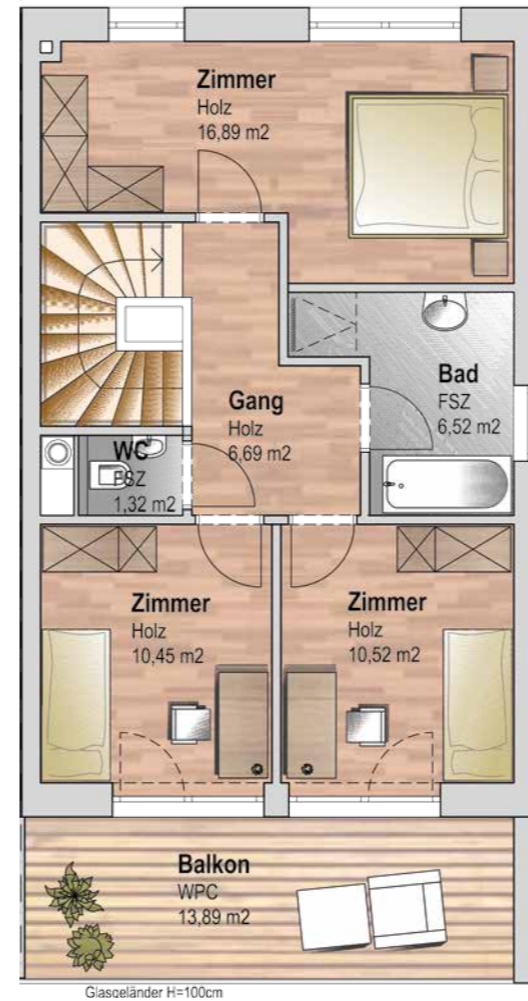 Zimmer
Holz
16,89 m2
Bad
FSZ
6,52 m2
Gang
Holz
6,69 m2
WC
FSZ
1,32 m2
Zimmer
Holz
10,45 m2
Zimmer
Holz
10,52 m2
Balkon
WPC
13,89 m2
Glasgeländer H=100cm